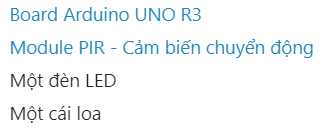 Board Arduino UNO R3
Module PIR - Cảm biến chuyển động
Một đèn LED
Một cái loa